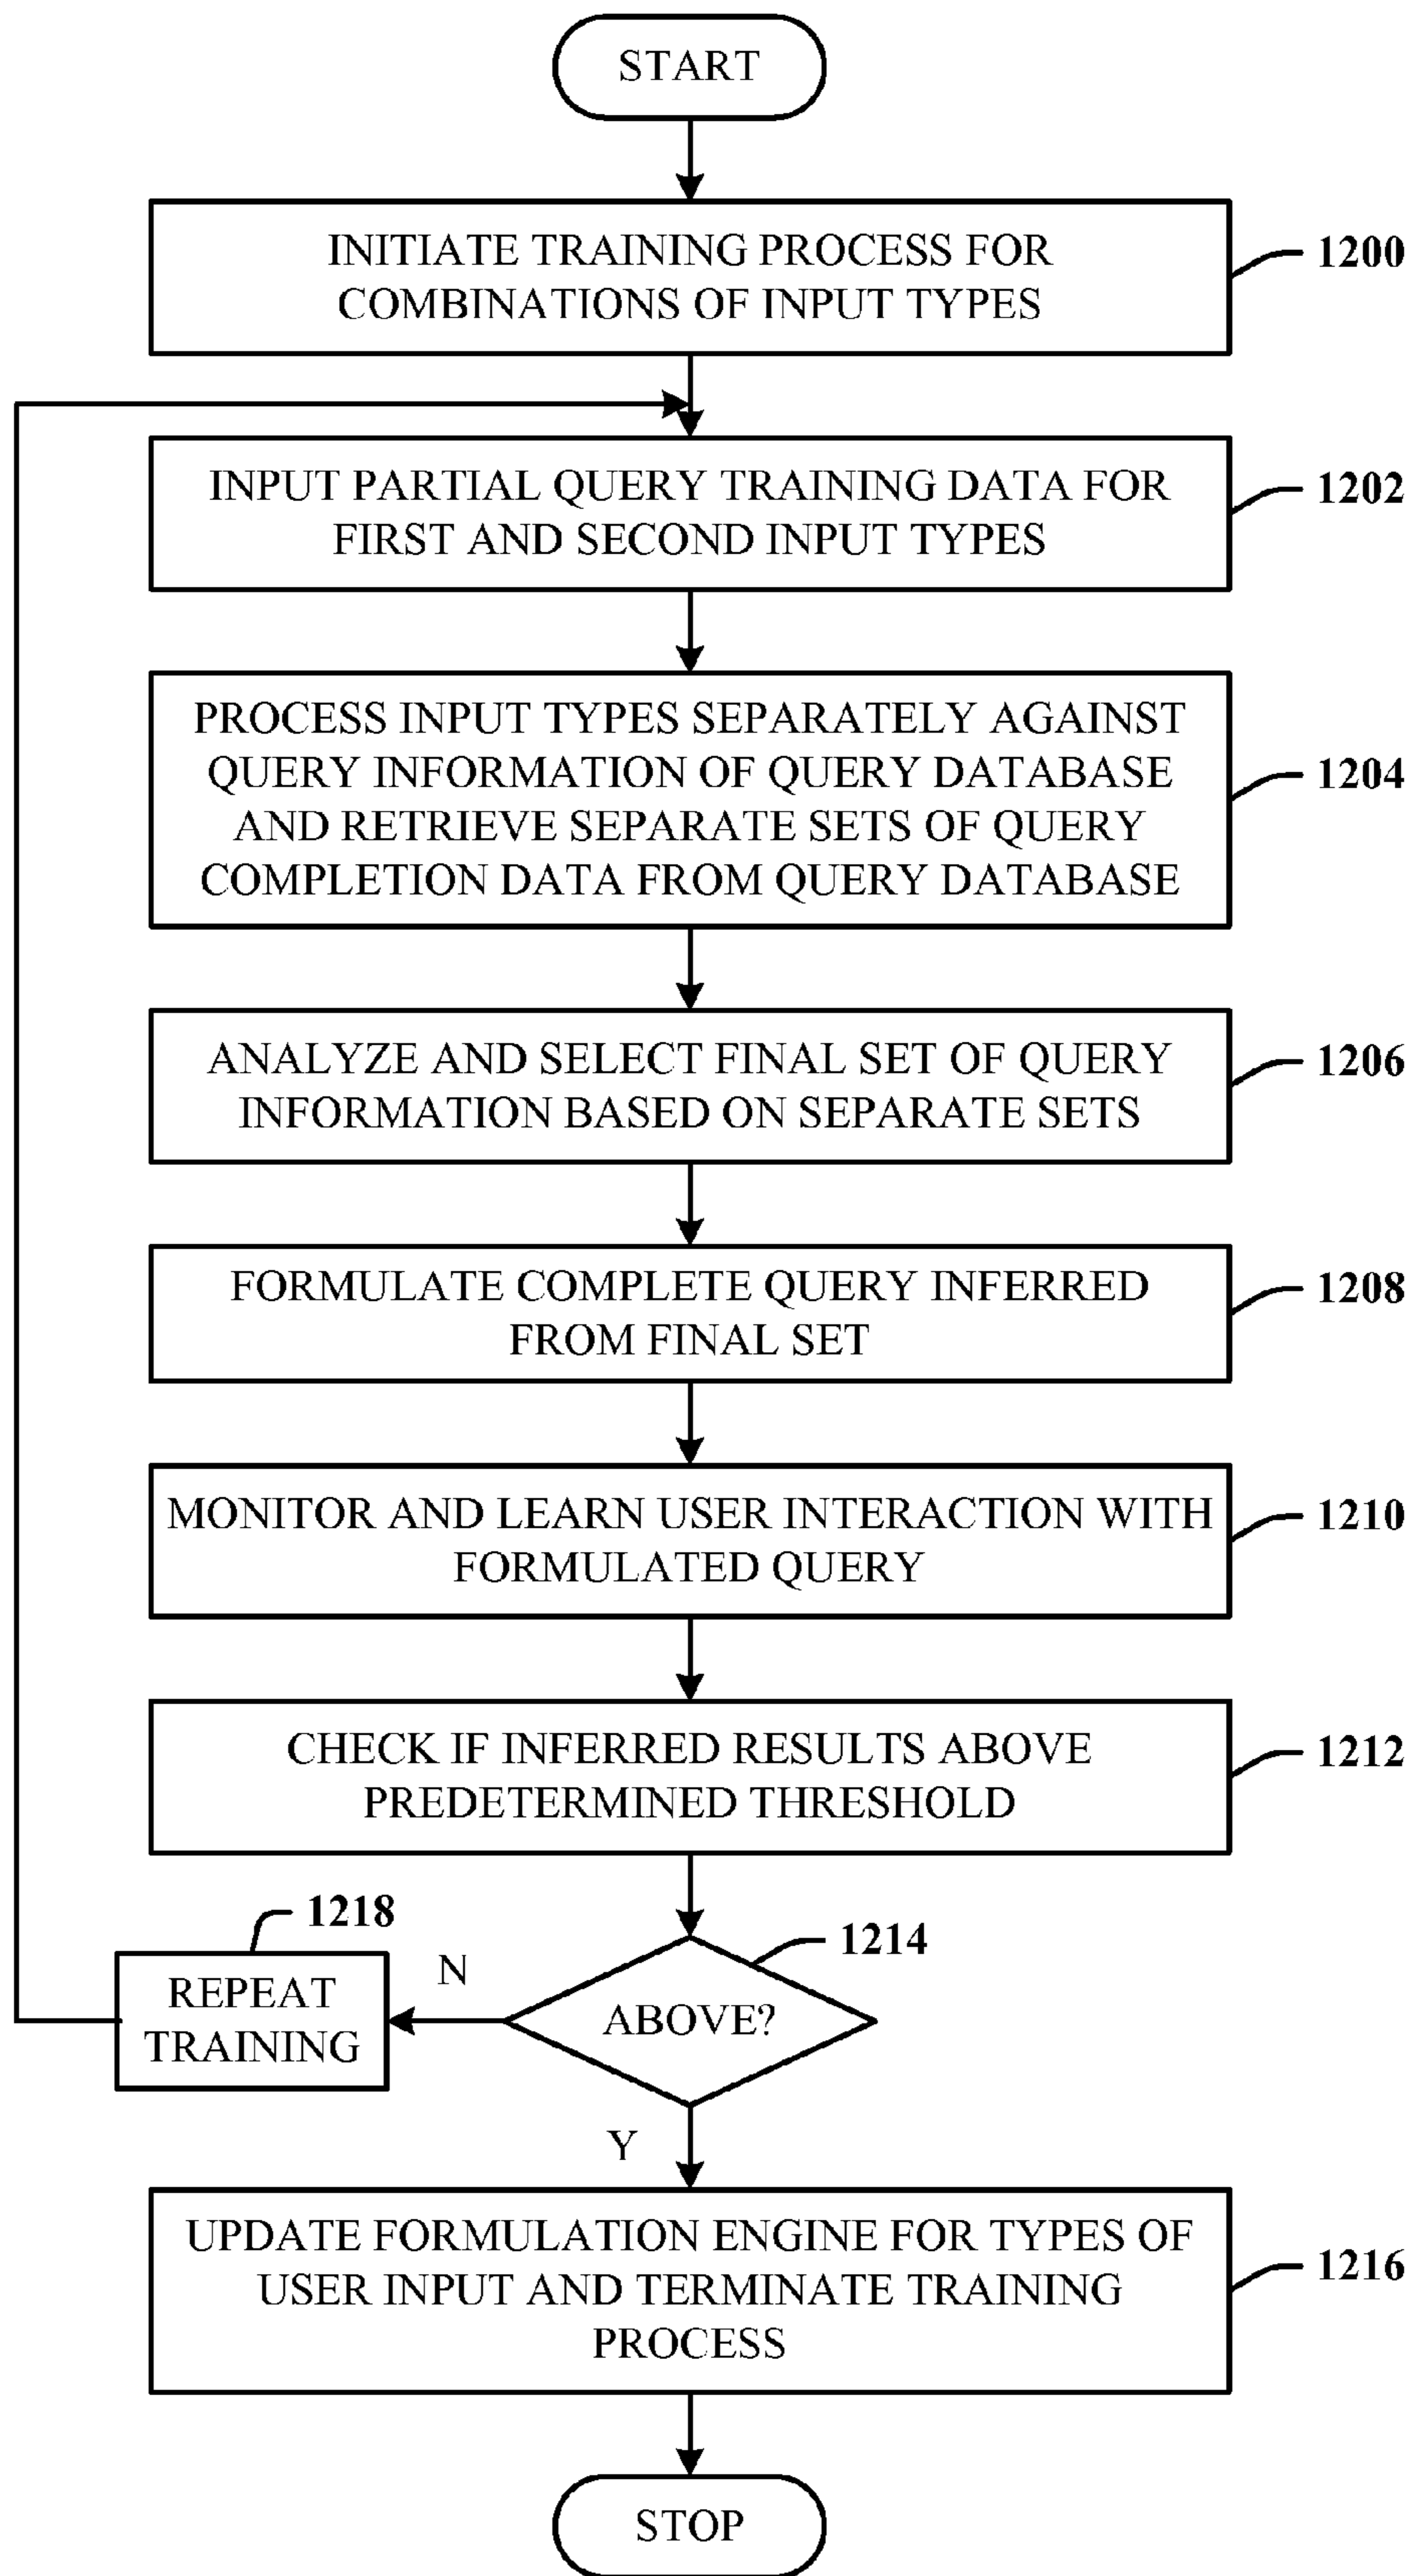 START
INITIATE TRAINING PROCESS FOR
COMBINATIONS OF INPUT TYPES
1200
INPUT PARTIAL QUERY TRAINING DATA FOR
FIRST AND SECOND INPUT TYPES
1202
PROCESS INPUT TYPES SEPARATELY AGAINST
QUERY INFORMATION OF QUERY DATABASE
AND RETRIEVE SEPARATE SETS OF QUERY
COMPLETION DATA FROM QUERY DATABASE
1204
ANALYZE AND SELECT FINAL SET OF QUERY
INFORMATION BASED ON SEPARATE SETS
1206
FORMULATE COMPLETE QUERY INFERRED
FROM FINAL SET
1208
MONITOR AND LEARN USER INTERACTION WITH
FORMULATED QUERY
1210
CHECK IF INFERRED RESULTS ABOVE
PREDETERMINED THRESHOLD
1212
1218
REPEAT
TRAINING
N
ABOVE?
1214
Y
UPDATE FORMULATION ENGINE FOR TYPES OF
USER INPUT AND TERMINATE TRAINING
PROCESS
1216
STOP